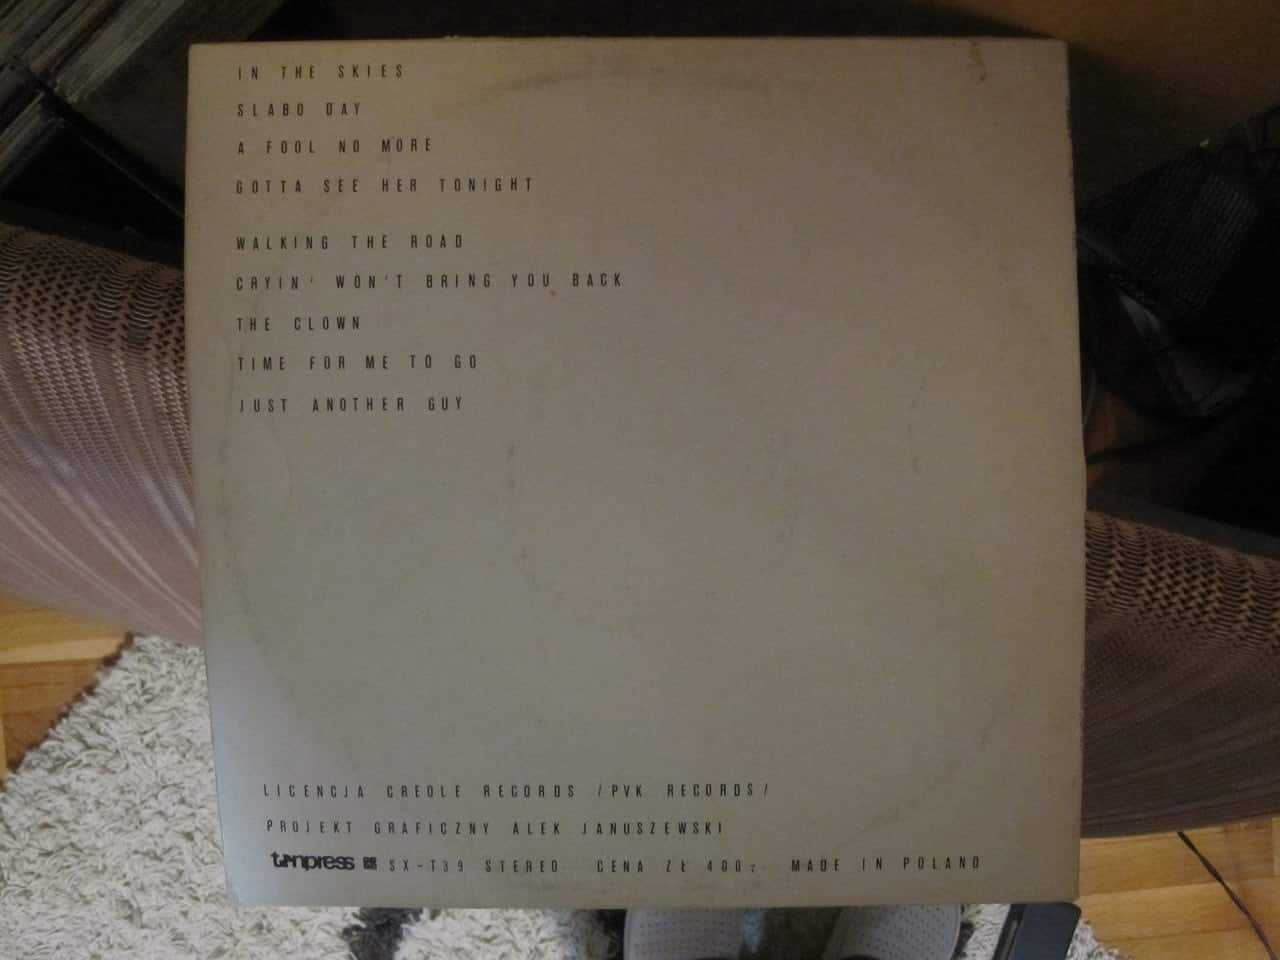 IN THE SKIES
SLABO DAY
A FOOL NO MORE
GOTTA SEE HER TONIGHT
WALKING THE ROAD
CRYIN' WON'T BRING YOU BACK
THE CLOWN
TIME FOR ME TO GO
JUST ANOTHER GUY
LICENCJA CREOLE RECORDS /PVK RECORDS/
PROJEKT GRAFICZNY ALEK JANUSZEWSKI
tonpress SX-T39 STEREO CENA ZŁ 400,- MADE IN POLAND